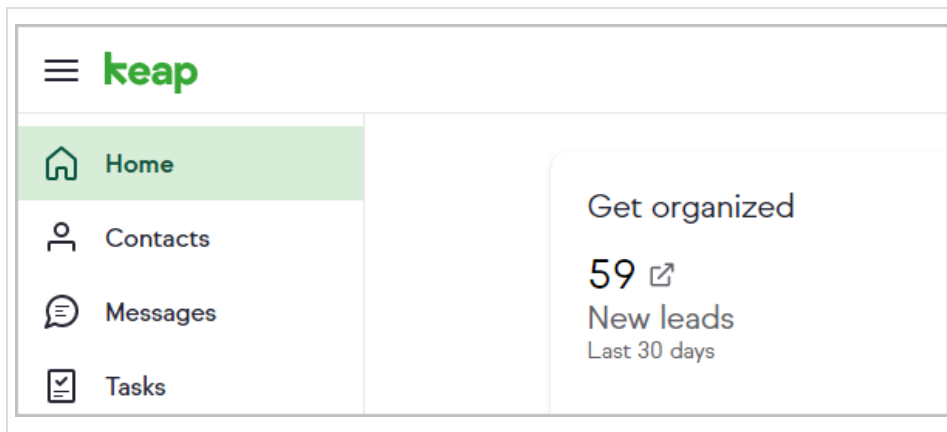 keap
Home
Contacts
Messages
Tasks
Get organized
59
New leads
Last 30 days